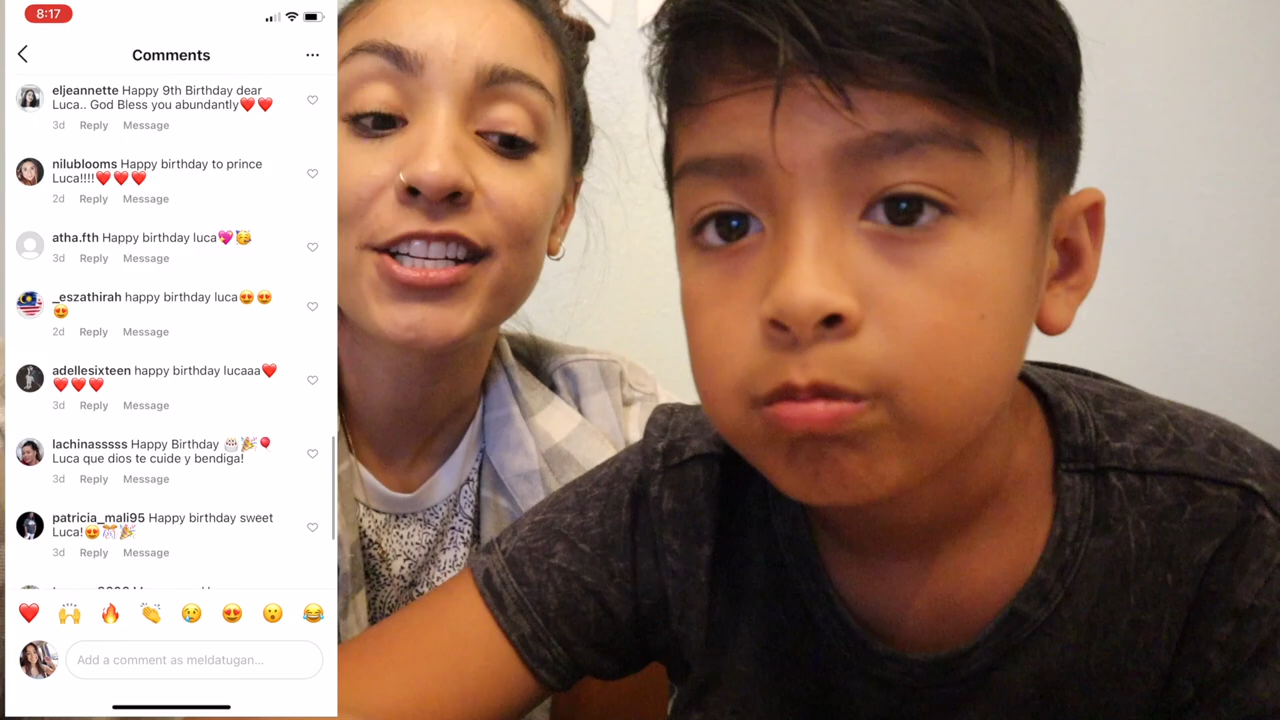 8:17
Comments
eljeannette Happy 9th Birthday dear
Luca.. God Bless you abundantly❤️❤️
3d Reply Message
nilublooms Happy birthday to prince
Luca!!!!❤️❤️❤️
2d Reply Message
atha.fth Happy birthday luca💖🥳
3d Reply Message
_eszathirah happy birthday luca😍😍
😍
2d Reply Message
adellesixteen happy birthday lucaaa❤️
❤️❤️❤️
3d Reply Message
lachinasssss Happy Birthday 🎂🎉🎈
Luca que dios te cuide y bendiga!
3d Reply Message
patricia_mali95 Happy birthday sweet
Luca!😍🎊🎉
3d Reply Message
Add a comment as meldatugan...